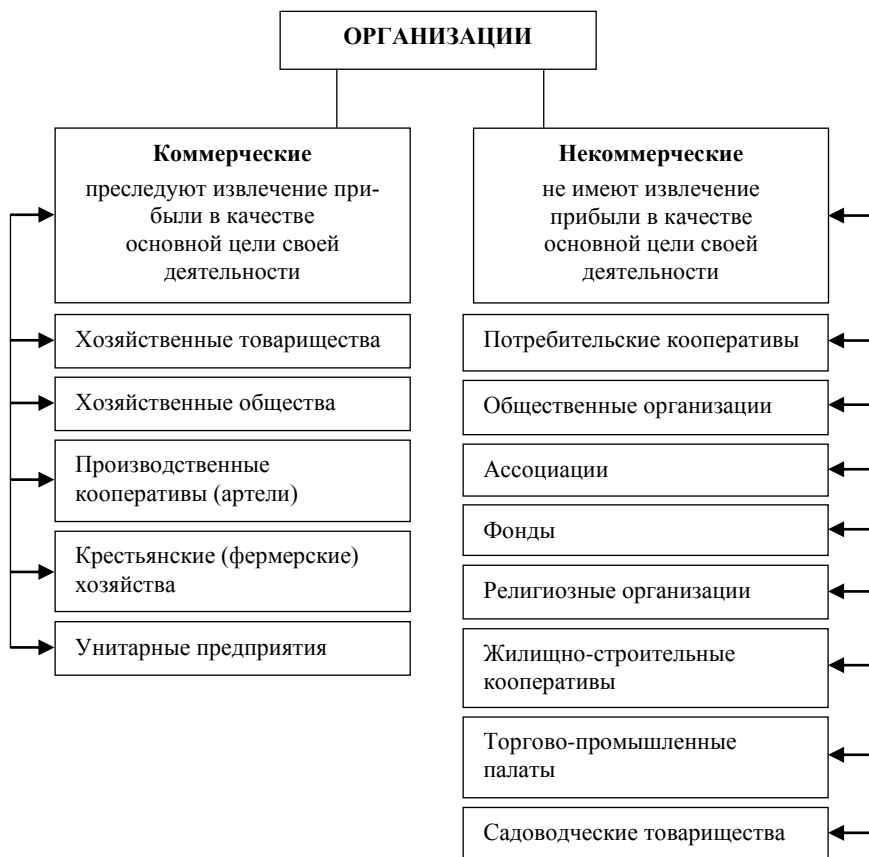 ОРГАНИЗАЦИИ
Коммерческие
преследуют извлечение при-
были в качестве
основной цели своей
деятельности
Хозяйственные товарищества
Хозяйственные общества
Производственные
кооперативы (артели)
Крестьянские (фермерские)
хозяйства
Унитарные предприятия
Некоммерческие
не имеют извлечение
прибыли в качестве
основной цели своей
деятельности
Потребительские кооперативы
Общественные организации
Ассоциации
Фонды
Религиозные организации
Жилищно-строительные
кооперативы
Торгово-промышленные
палаты
Садоводческие товарищества